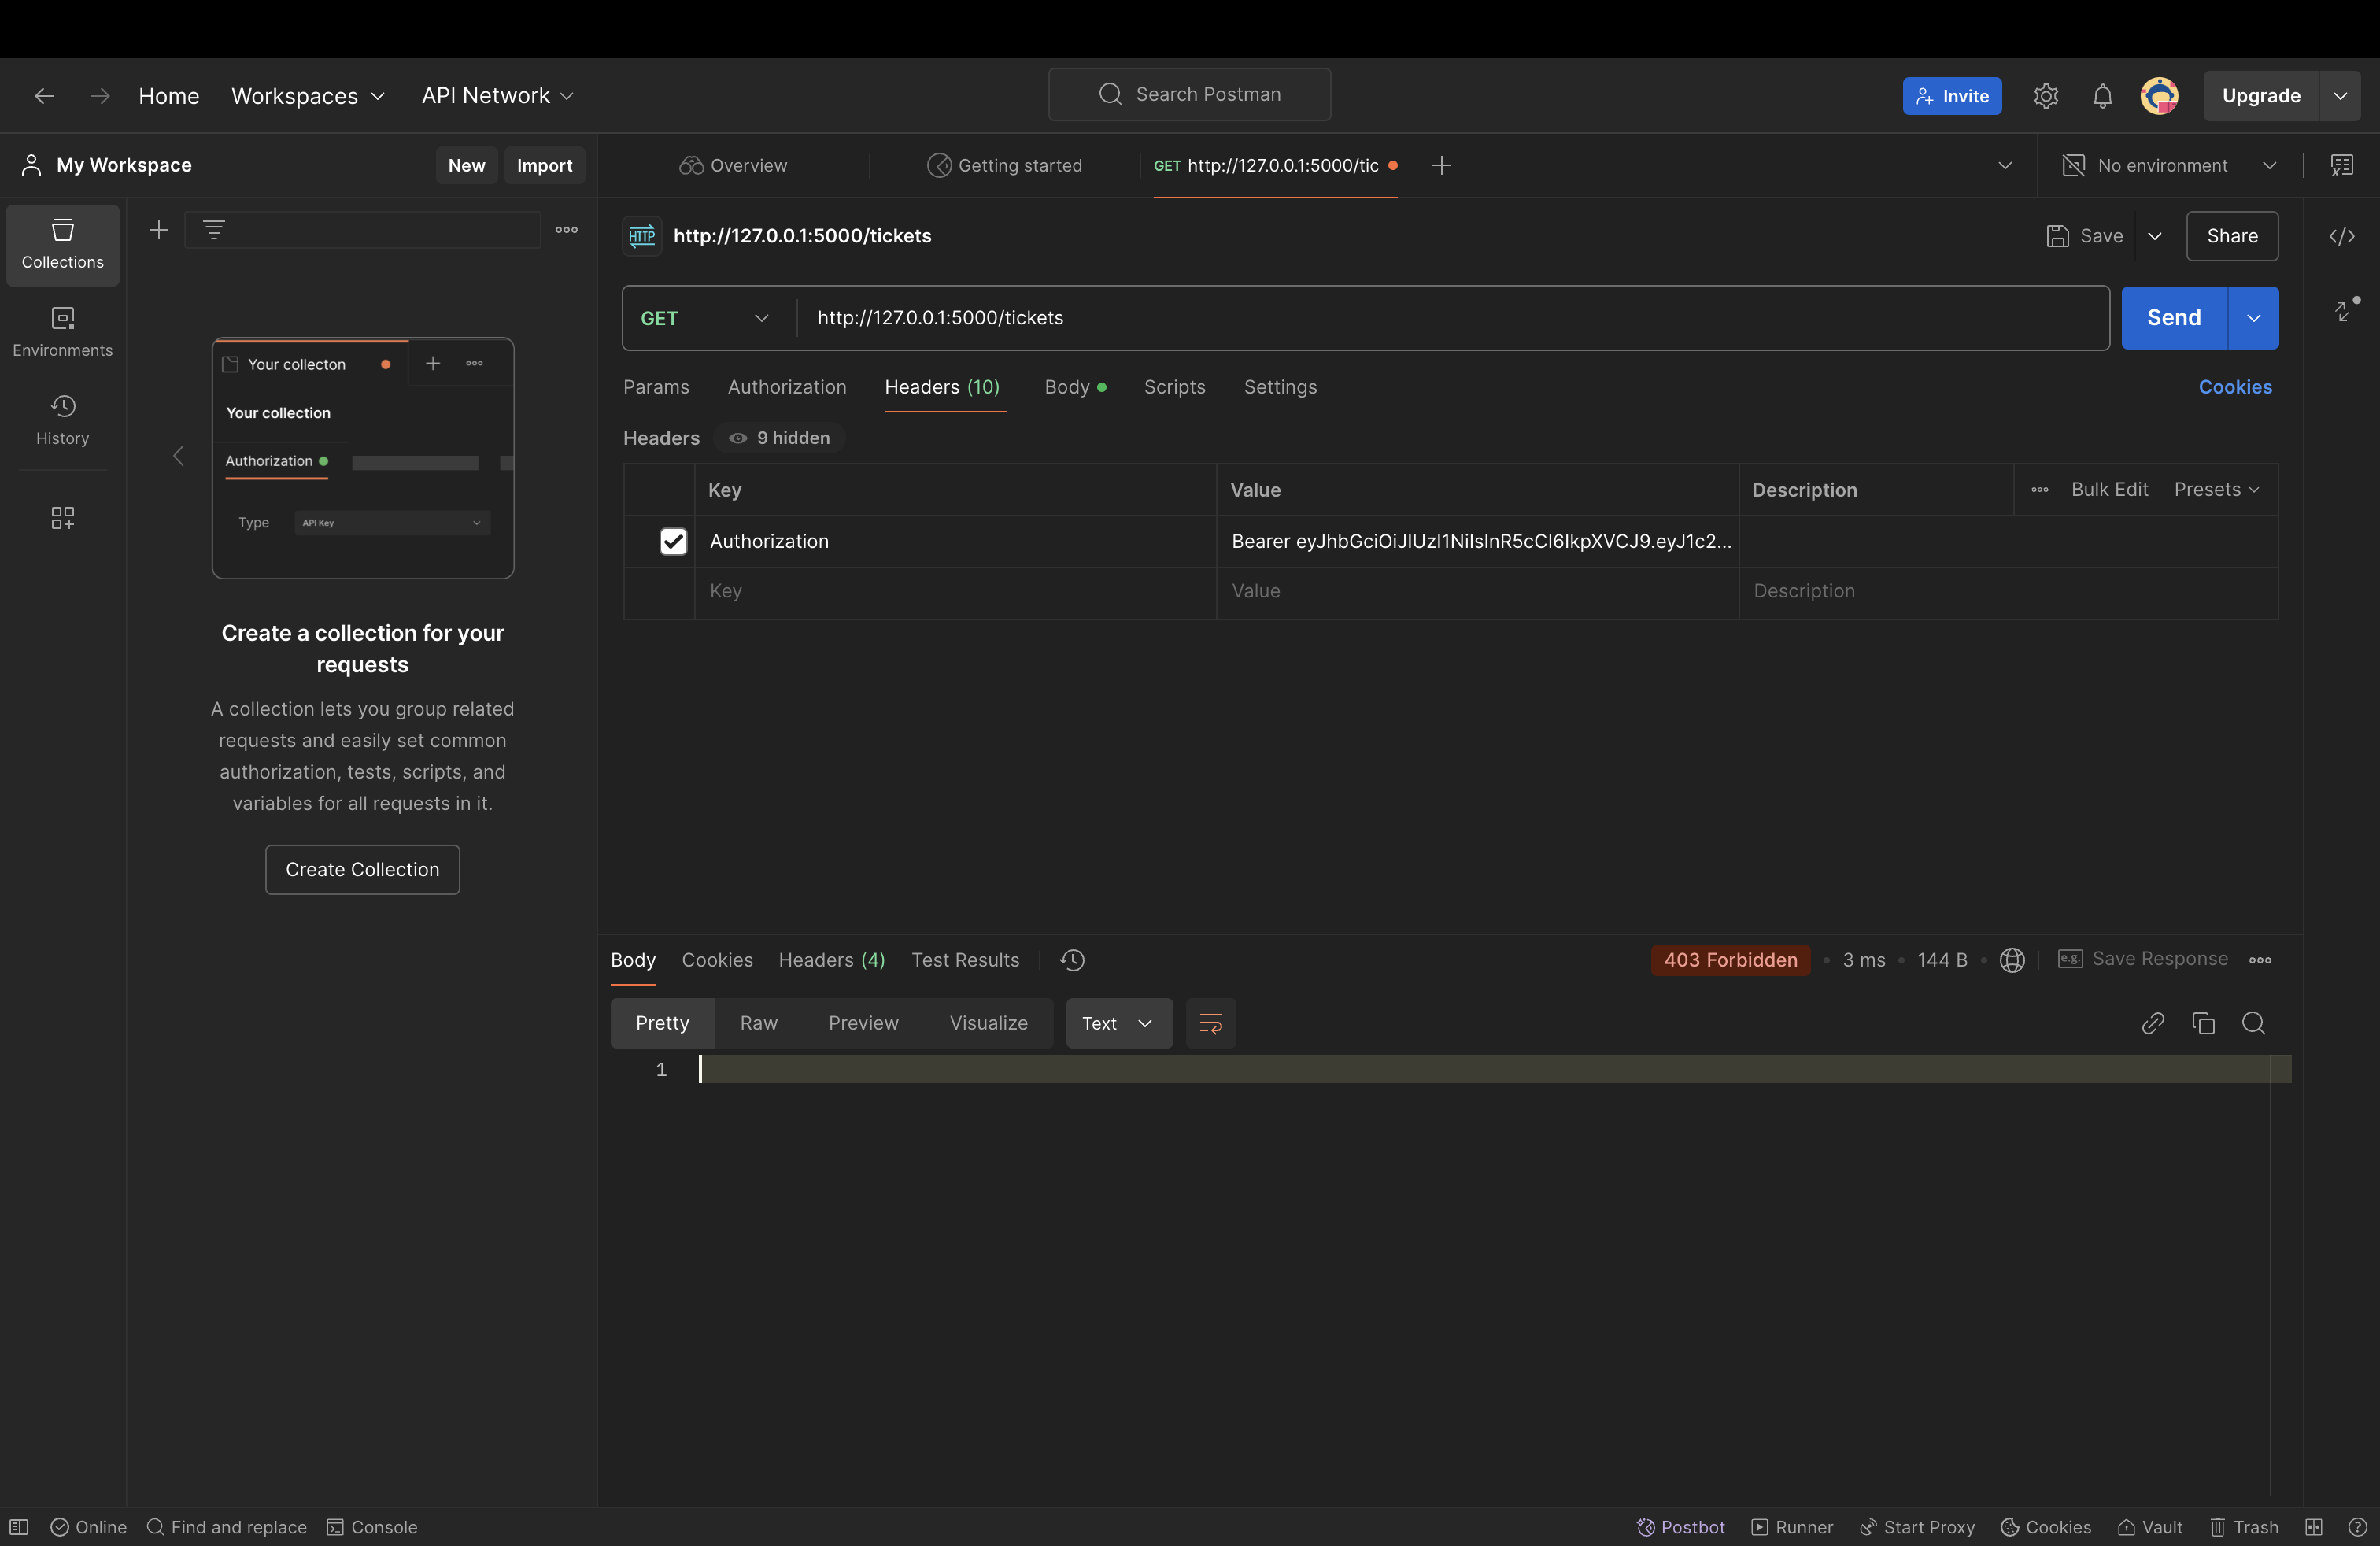 Home Workspaces API Network Search Postman Invite Upgrade
My Workspace New Import Overview Getting started GET http://127.0.0.1:5000/tic No environment
Collections
Environments
History
Your collecton
Your collection
Authorization
Type API Key
Create a collection for your
requests
A collection lets you group related
requests and easily set common
authorization, tests, scripts, and
variables for all requests in it.
Create Collection
HTTP http://127.0.0.1:5000/tickets Save Share
GET http://127.0.0.1:5000/tickets Send
Params Authorization Headers (10) Body Scripts Settings Cookies
Headers 9 hidden
Key Value Description Bulk Edit Presets
Authorization Bearer eyJhbGciOiJIUzI1NiIsInR5cCI6IkpXVCJ9.eyJ1c2...
Key Value Description
Body Cookies Headers (4) Test Results 403 Forbidden 3 ms 144 B e.g. Save Response
Pretty Raw Preview Visualize Text
1
Online Find and replace Console Postbot Runner Start Proxy Cookies Vault Trash